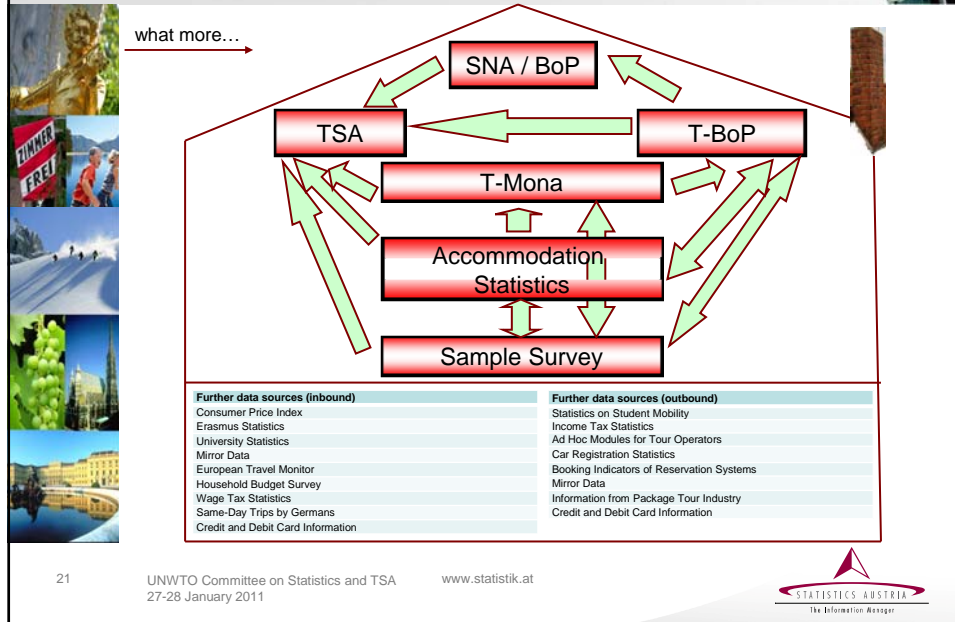 what more…
SNA / BoP
TSA
T-BoP
T-Mona
Accommodation
Statistics
Sample Survey
ZIMMER
FREI
Further data sources (inbound)
Consumer Price Index
Erasmus Statistics
University Statistics
Mirror Data
European Travel Monitor
Household Budget Survey
Wage Tax Statistics
Same-Day Trips by Germans
Credit and Debit Card Information
Further data sources (outbound)
Statistics on Student Mobility
Income Tax Statistics
Ad Hoc Modules for Tour Operators
Car Registration Statistics
Booking Indicators of Reservation Systems
Mirror Data
Information from Package Tour Industry
Credit and Debit Card Information
21
UNWTO Committee on Statistics and TSA
27-28 January 2011
www.statistik.at
STATISTICS AUSTRIA
The Information Manager